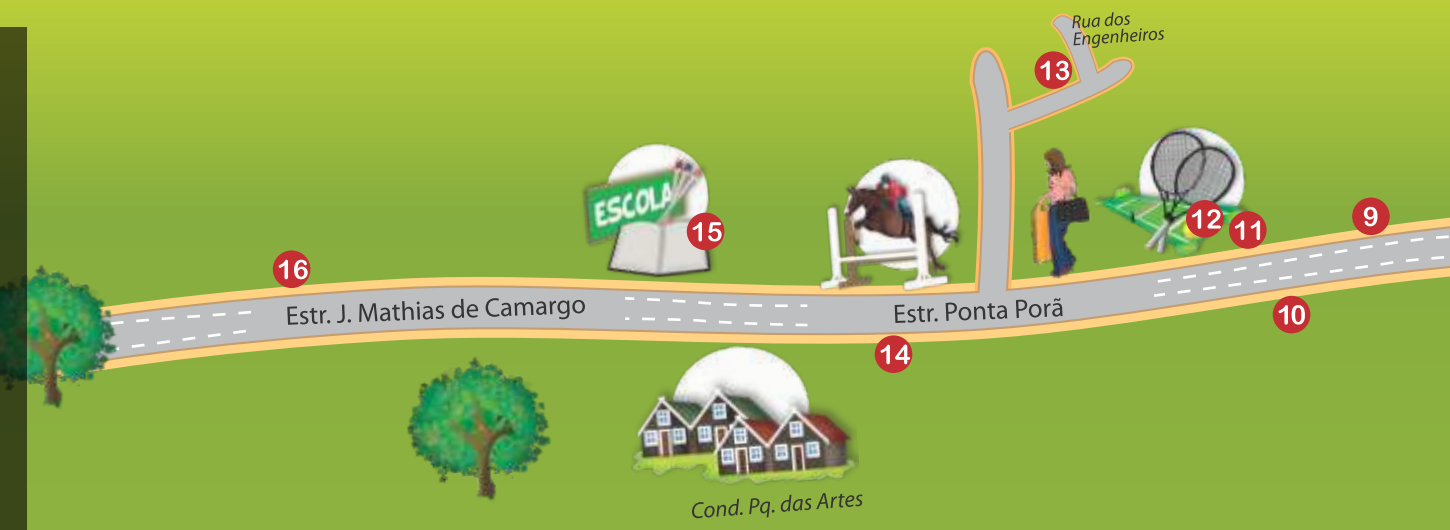 Rua dos
Engenheiros
13
ESCOLA
15
12
11
9
16
Estr. J. Mathias de Camargo
Estr. Ponta Porã
10
14
Cond. Pq. das Artes